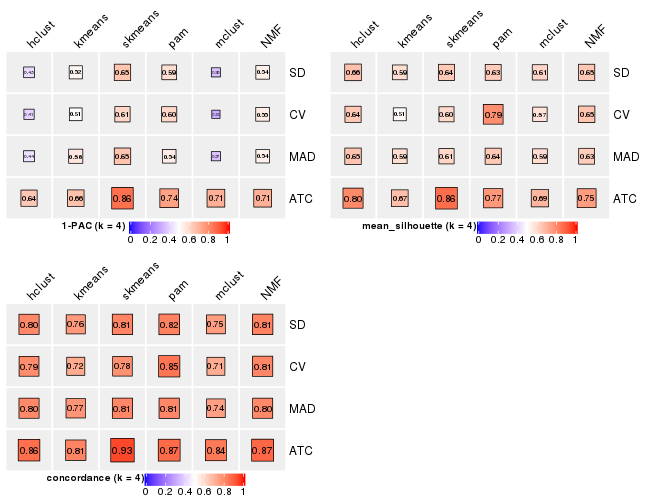 hclust kmeans skmeans pam mclust NMF
0.52 0.65 0.59 0.54 SD
0.51 0.61 0.60 0.55 CV
0.44 0.56 0.65 0.54 0.54 MAD
0.64 0.66 0.86 0.74 0.71 0.71 ATC
1-PAC (k = 4)
0 0.2 0.4 0.6 0.8 1
hclust kmeans skmeans pam mclust NMF
0.66 0.59 0.64 0.63 0.61 0.65 SD
0.64 0.51 0.60 0.79 0.57 0.65 CV
0.65 0.59 0.61 0.64 0.59 0.63 MAD
0.80 0.67 0.86 0.77 0.69 0.75 ATC
mean_silhouette (k = 4)
0 0.2 0.4 0.6 0.8 1
hclust kmeans skmeans pam mclust NMF
0.80 0.76 0.81 0.82 0.75 0.81 SD
0.79 0.72 0.78 0.85 0.71 0.81 CV
0.80 0.77 0.81 0.81 0.74 0.80 MAD
0.86 0.81 0.93 0.87 0.84 0.87 ATC
concordance (k = 4)
0 0.2 0.4 0.6 0.8 1